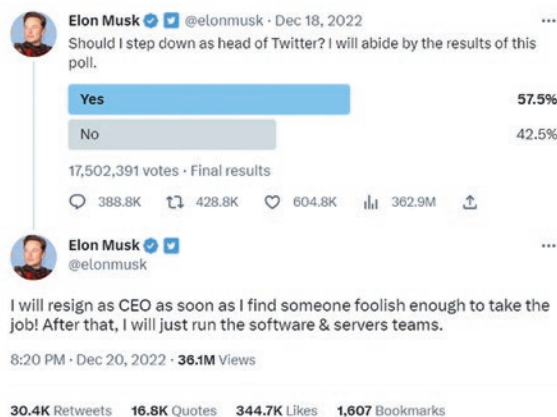 Elon Musk @elonmusk · Dec 18, 2022 ...
Should I step down as head of Twitter? I will abide by the results of this
poll.
Yes 57.5%
No 42.5%
17,502,391 votes · Final results
388.8K 428.8K 604.8K 362.9M
Elon Musk ...
@elonmusk
I will resign as CEO as soon as I find someone foolish enough to take the
job! After that, I will just run the software & servers teams.
8:20 PM · Dec 20, 2022 · 36.1M Views
30.4K Retweets 16.8K Quotes 344.7K Likes 1,607 Bookmarks